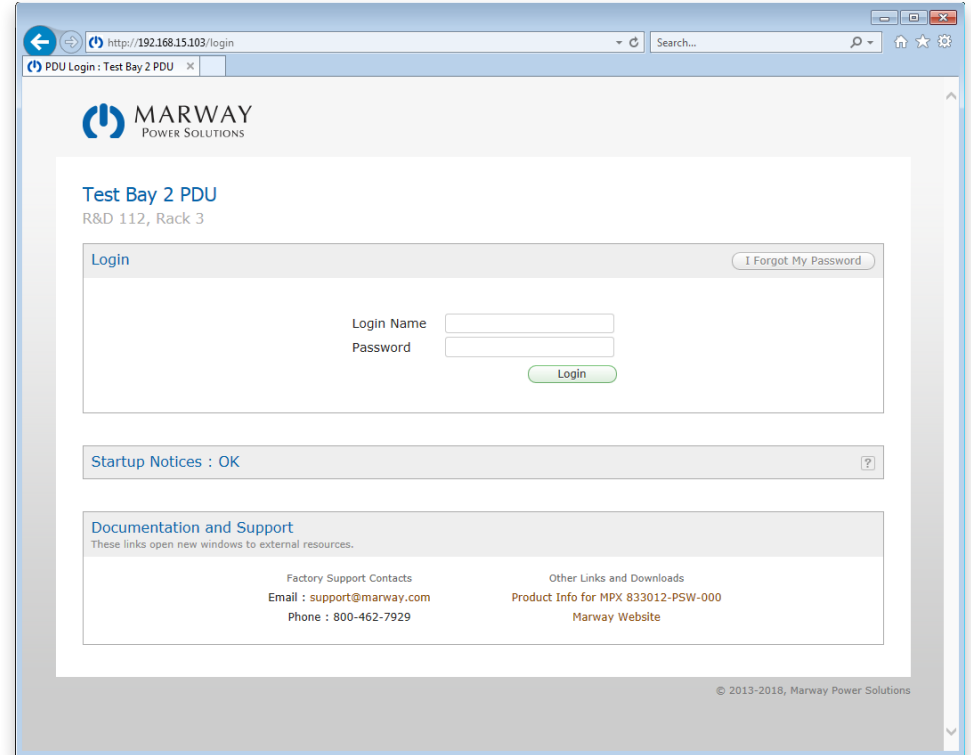 http://192.168.15.103/login
Search...
PDU Login : Test Bay 2 PDU
MARWAY
POWER SOLUTIONS
Test Bay 2 PDU
R&D 112, Rack 3
Login
I Forgot My Password
Login Name
Password
Login
Startup Notices : OK
?
Documentation and Support
These links open new windows to external resources.
Factory Support Contacts
Email : support@marway.com
Phone : 800-462-7929
Other Links and Downloads
Product Info for MPX 833012-PSW-000
Marway Website
© 2013-2018, Marway Power Solutions